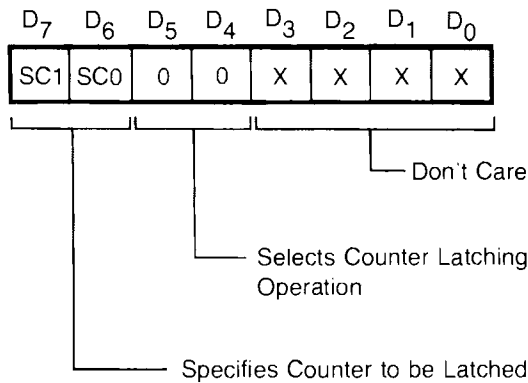 D7 D6 D5 D4 D3 D2 D1 D0
SC1 SC0 0 0 X X X X
Don't Care
Selects Counter Latching
Operation
Specifies Counter to be Latched